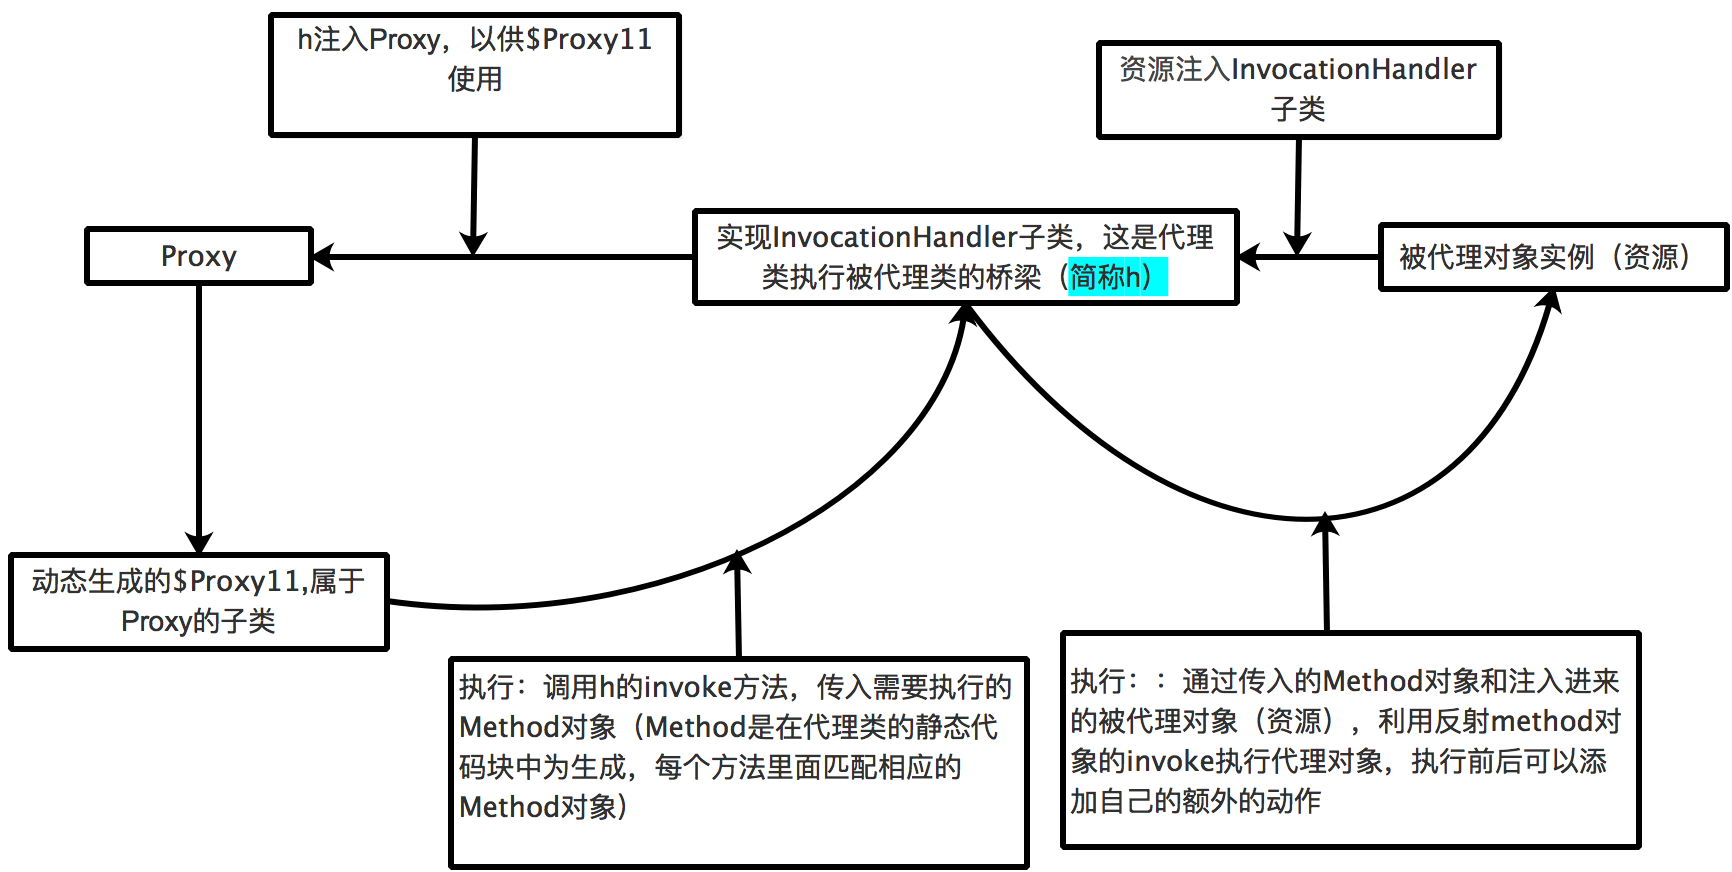 h注入Proxy，以供$Proxy11
使用
资源注入InvocationHandler
子类
Proxy
实现InvocationHandler子类，这是代理
类执行被代理类的桥梁（简称h）
被代理对象实例（资源）
动态生成的$Proxy11,属于
Proxy的子类
执行：调用h的invoke方法，传入需要执行的
Method对象（Method是在代理类的静态代
码块中为生成，每个方法里面匹配相应的
Method对象）
执行：：通过传入的Method对象和注入进来
的被代理对象（资源），利用反射method对
象的invoke执行代理对象，执行前后可以添
加自己的额外的动作